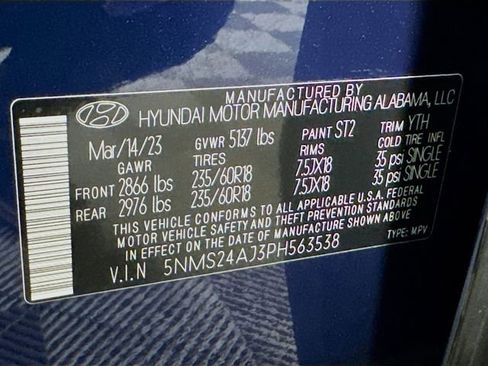 MANUFACTURED BY
HYUNDAI MOTOR MANUFACTURING ALABAMA, LLC
Mar/14/23 GVWR 5137 lbs PAINT ST2 TRIM YTH
GAWR TIRES RIMS COLD TIRE INFL
FRONT 2866 lbs 235/60R18 7.5JX18 35 psi SINGLE
REAR 2976 lbs 235/60R18 7.5JX18 35 psi SINGLE
THIS VEHICLE CONFORMS TO ALL APPLICABLE U.S.A. FEDERAL
MOTOR VEHICLE SAFETY AND THEFT PREVENTION STANDARDS
IN EFFECT ON THE DATE OF MANUFACTURE SHOWN ABOVE.
V.I.N 5NMS24AJ3PH563538 TYPE: MPV